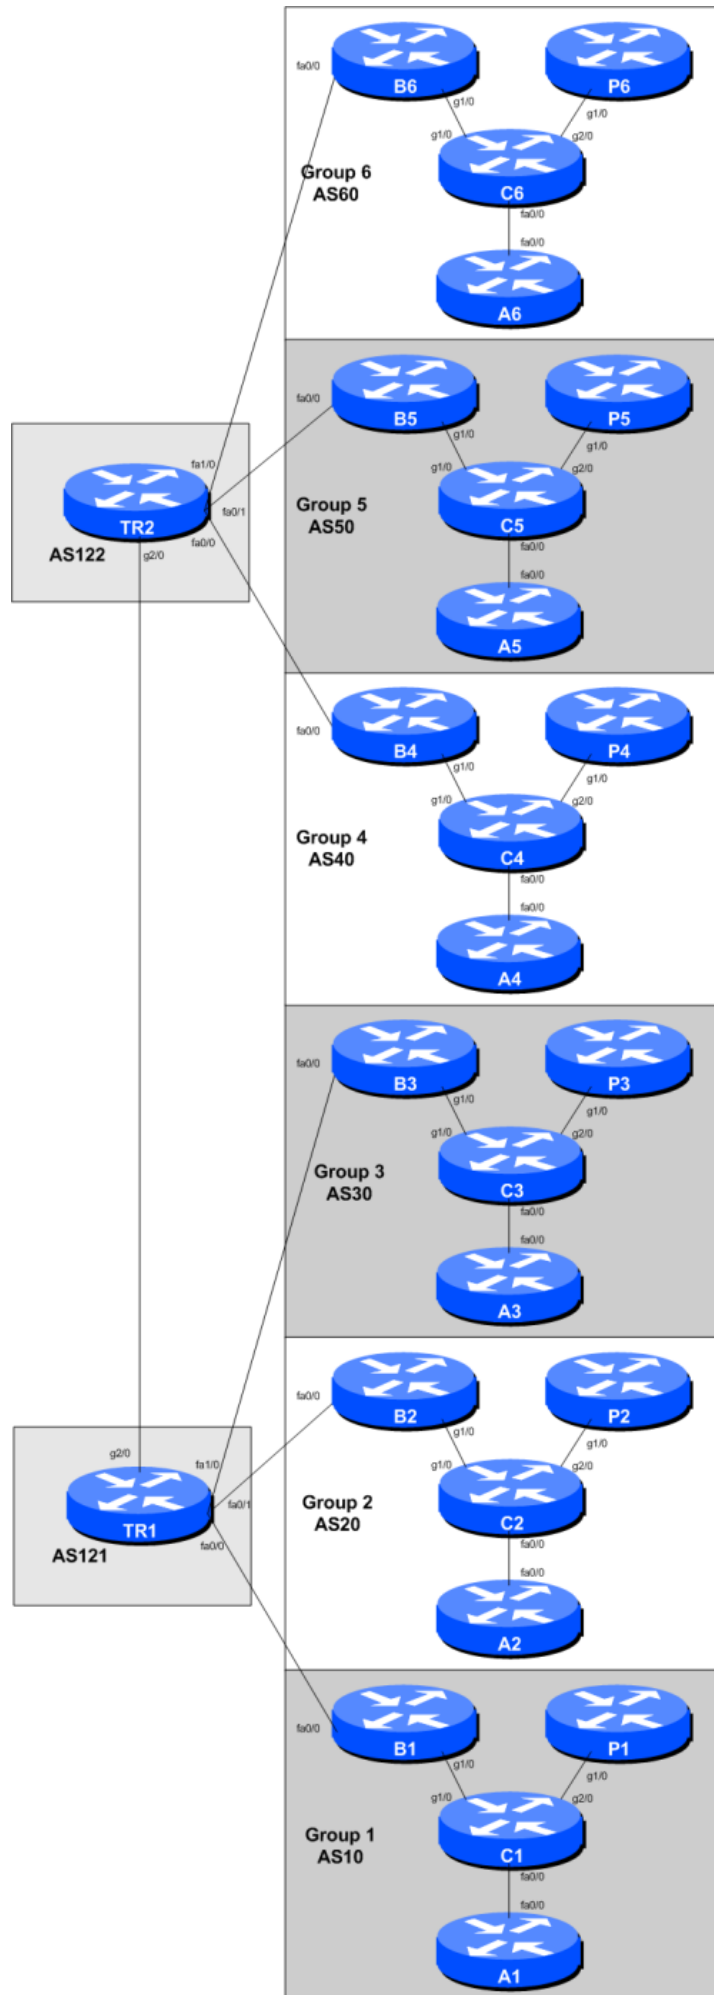 fa0/0
B6
P6
g1/0
g1/0
g1/0
g2/0
Group 6
AS60
C6
fa0/0
fa0/0
A6
fa0/0
B5
P5
g1/0
g1/0
g1/0
g2/0
Group 5
AS50
C5
fa0/0
fa0/0
A5
fa1/0
fa0/1
TR2
fa0/0
AS122
g2/0
fa0/0
B4
P4
g1/0
g1/0
g1/0
g2/0
Group 4
AS40
C4
fa0/0
fa0/0
A4
fa0/0
B3
P3
g1/0
g1/0
g1/0
g2/0
Group 3
AS30
C3
fa0/0
fa0/0
A3
fa0/0
B2
P2
g1/0
g1/0
g1/0
g2/0
Group 2
AS20
C2
fa0/0
fa0/0
A2
g2/0
fa1/0
fa0/1
TR1
fa0/0
AS121
fa0/0
B1
P1
g1/0
g1/0
g1/0
g2/0
Group 1
AS10
C1
fa0/0
fa0/0
A1